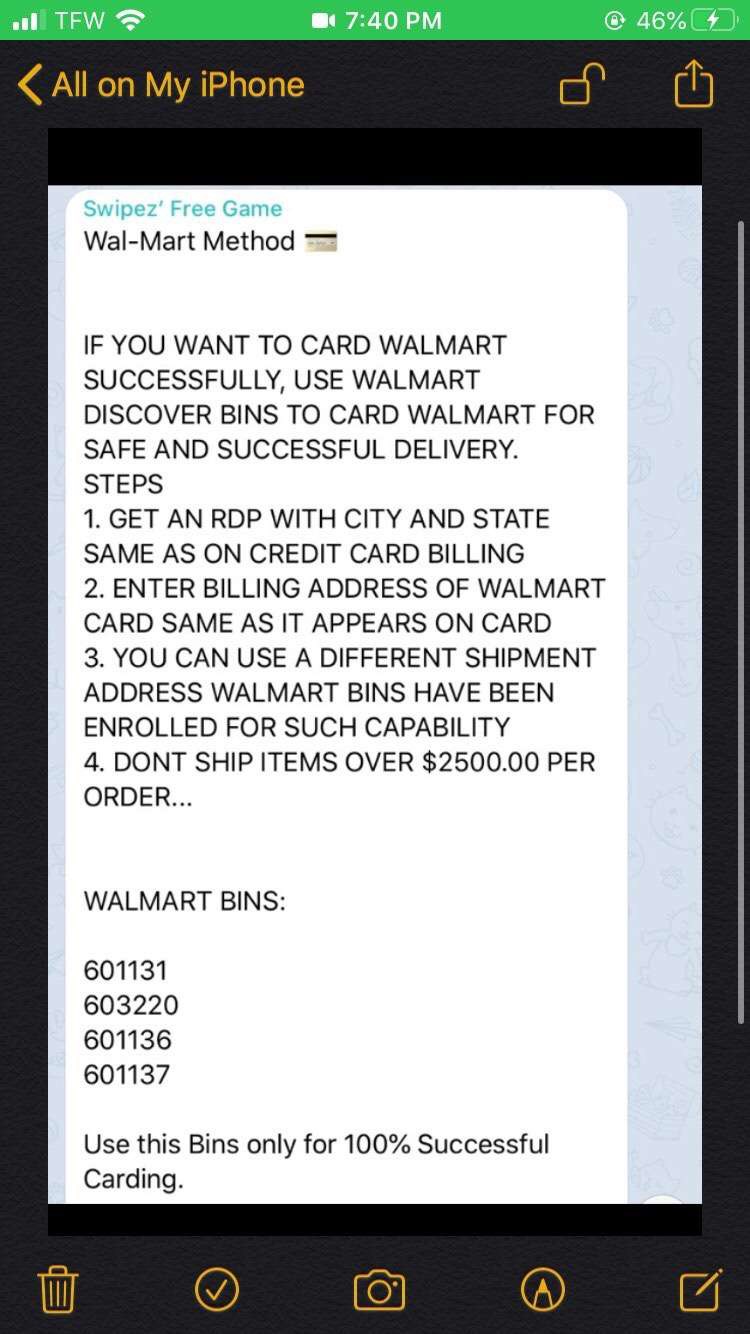 TFW 7:40 PM 46%
All on My iPhone
Swipez' Free Game
Wal-Mart Method 💳
IF YOU WANT TO CARD WALMART
SUCCESSFULLY, USE WALMART
DISCOVER BINS TO CARD WALMART FOR
SAFE AND SUCCESSFUL DELIVERY.
STEPS
1. GET AN RDP WITH CITY AND STATE
SAME AS ON CREDIT CARD BILLING
2. ENTER BILLING ADDRESS OF WALMART
CARD SAME AS IT APPEARS ON CARD
3. YOU CAN USE A DIFFERENT SHIPMENT
ADDRESS WALMART BINS HAVE BEEN
ENROLLED FOR SUCH CAPABILITY
4. DONT SHIP ITEMS OVER $2500.00 PER
ORDER...
WALMART BINS:
601131
603220
601136
601137
Use this Bins only for 100% Successful
Carding.